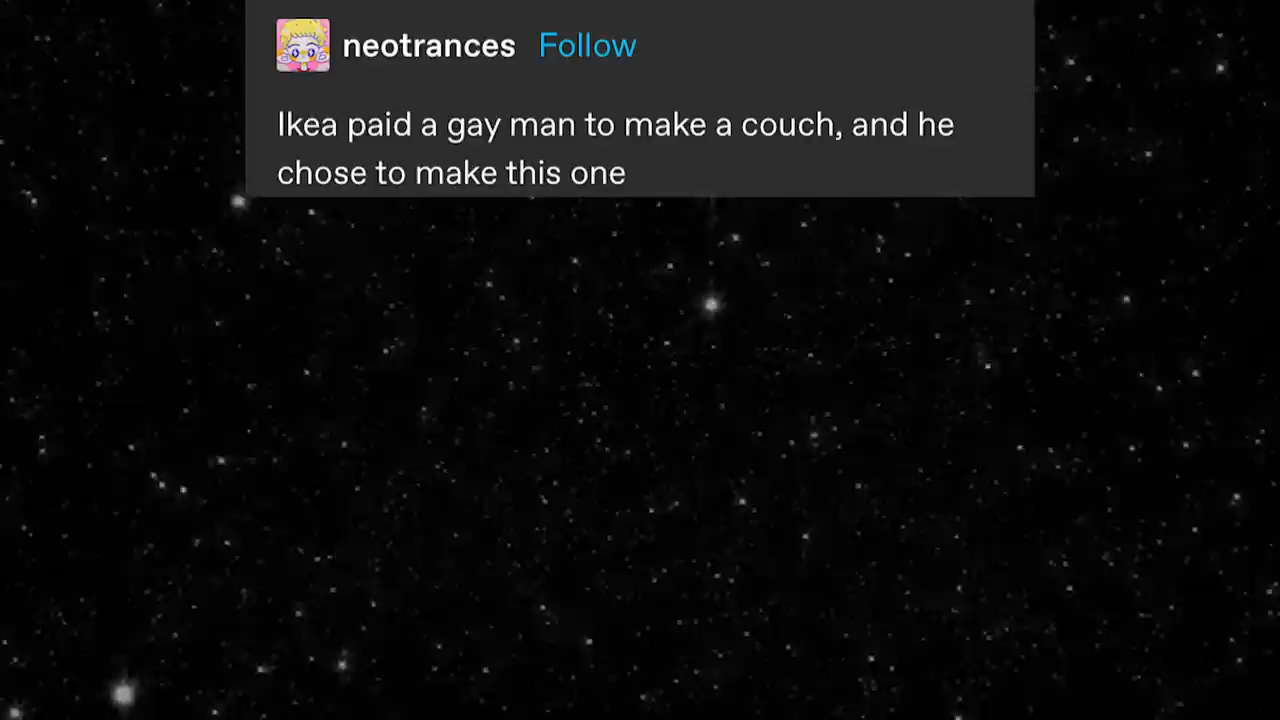 neotrances Follow
Ikea paid a gay man to make a couch, and he
chose to make this one